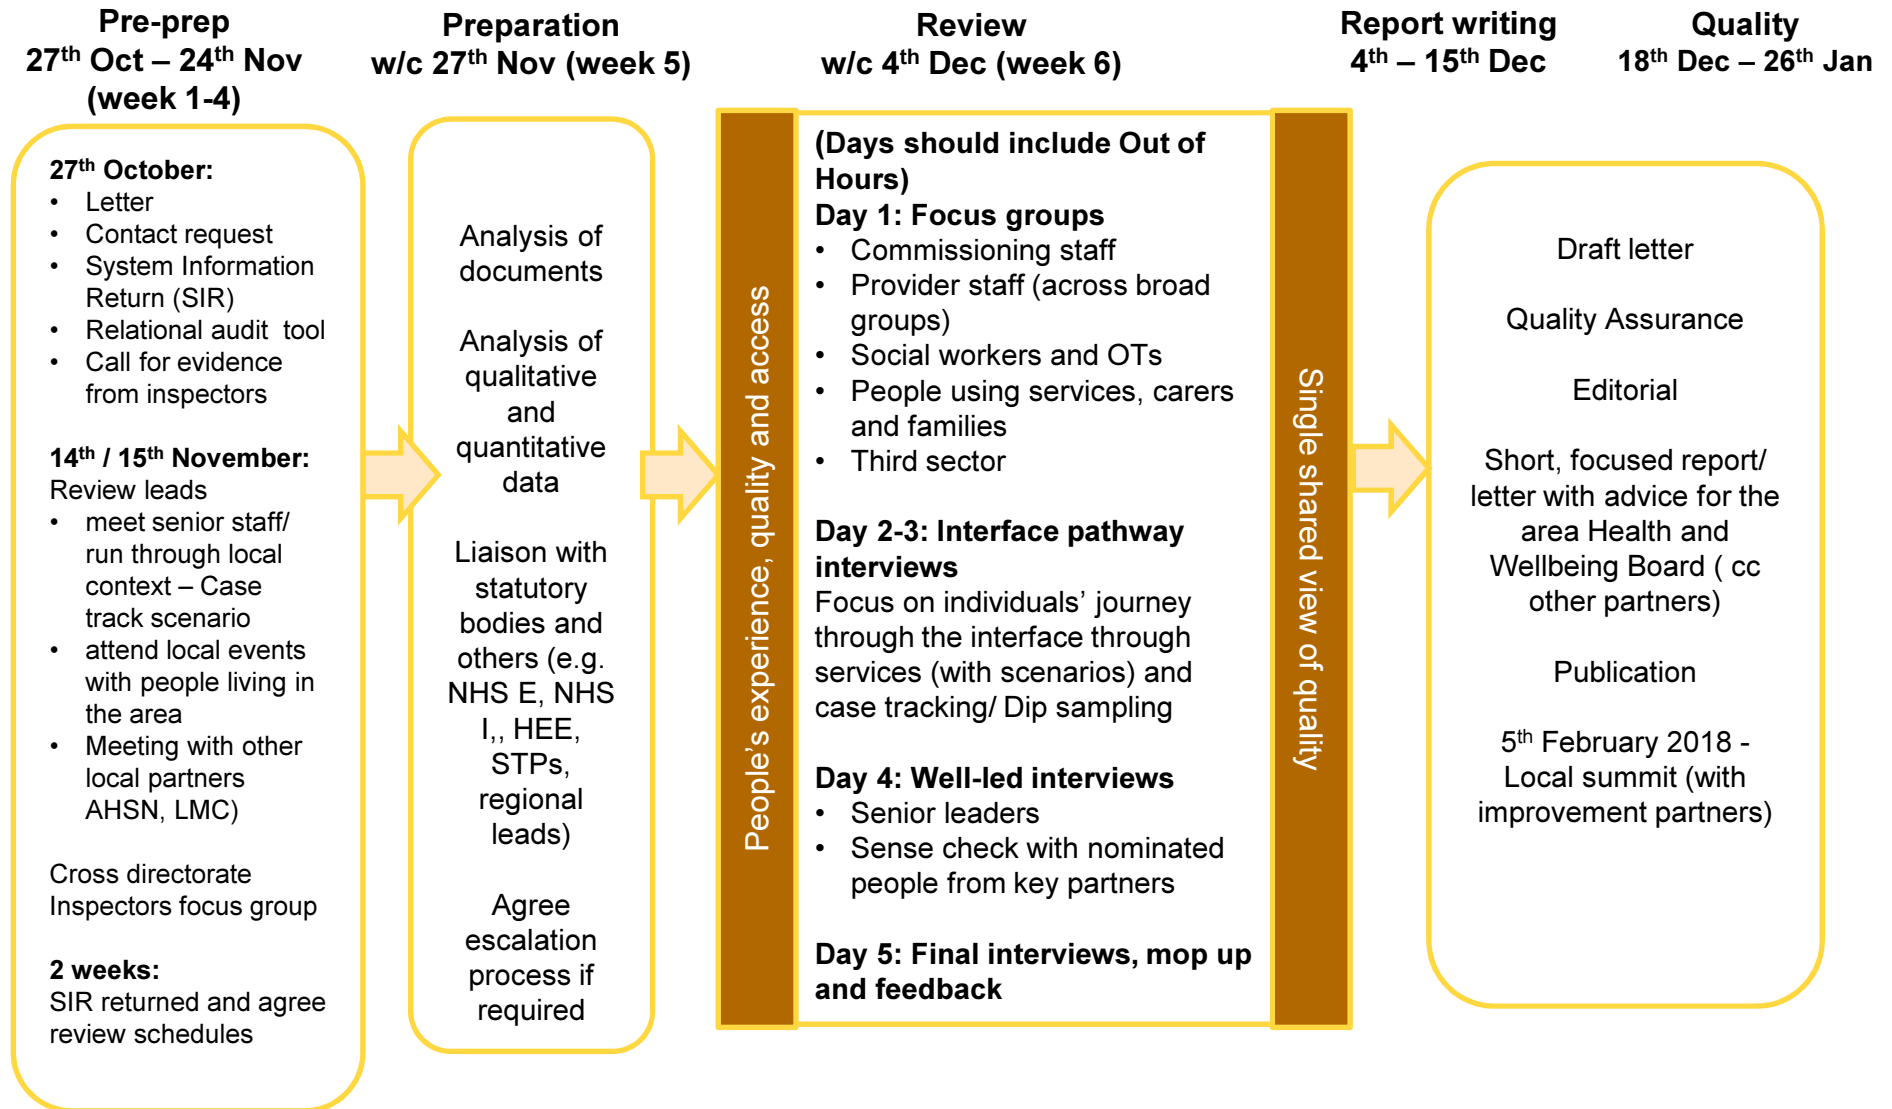 Pre-prep
27th Oct – 24th Nov
(week 1-4)
Preparation
w/c 27th Nov (week 5)
Review
w/c 4th Dec (week 6)
Report writing
4th – 15th Dec
Quality
18th Dec – 26th Jan
27th October:
• Letter
• Contact request
• System Information
Return (SIR)
• Relational audit tool
• Call for evidence
from inspectors
14th / 15th November:
Review leads
• meet senior staff/
run through local
context – Case
track scenario
• attend local events
with people living in
the area
• Meeting with other
local partners
AHSN, LMC)
Cross directorate
Inspectors focus group
2 weeks:
SIR returned and agree
review schedules
Analysis of
documents
Analysis of
qualitative
and
quantitative
data
Liaison with
statutory
bodies and
others (e.g.
NHS E, NHS
I,, HEE,
STPs,
regional
leads)
Agree
escalation
process if
required
People's experience, quality and access
(Days should include Out of
Hours)
Day 1: Focus groups
• Commissioning staff
• Provider staff (across broad
groups)
• Social workers and OTs
• People using services, carers
and families
• Third sector
Day 2-3: Interface pathway
interviews
Focus on individuals' journey
through the interface through
services (with scenarios) and
case tracking/ Dip sampling
Day 4: Well-led interviews
• Senior leaders
• Sense check with nominated
people from key partners
Day 5: Final interviews, mop up
and feedback
Single shared view of quality
Draft letter
Quality Assurance
Editorial
Short, focused report/
letter with advice for the
area Health and
Wellbeing Board ( cc
other partners)
Publication
5th February 2018 -
Local summit (with
improvement partners)